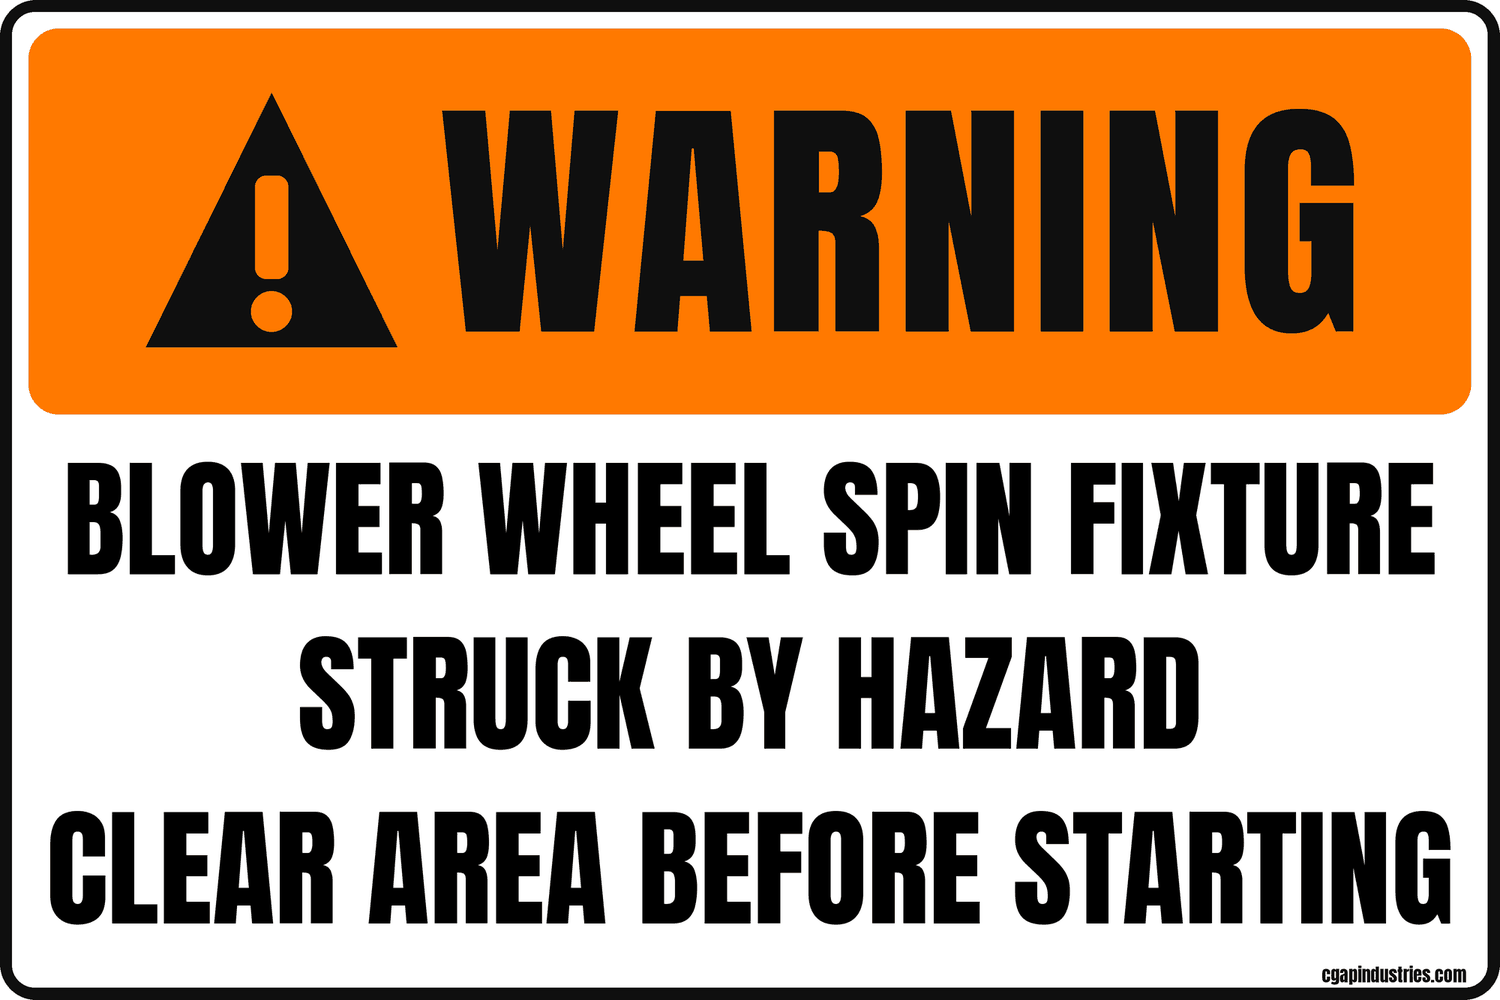 WARNING
BLOWER WHEEL SPIN FIXTURE
STRUCK BY HAZARD
CLEAR AREA BEFORE STARTING
cgapindustries.com